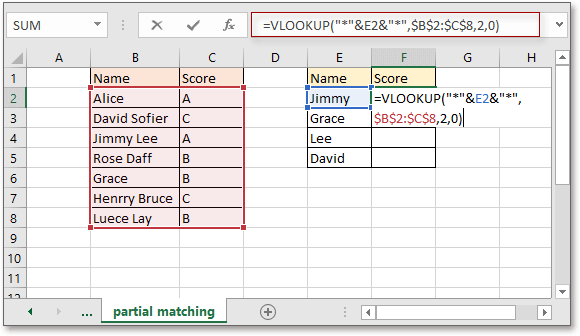 SUM =VLOOKUP("*"&E2&"*",$B$2:$C$8,2,0)
A B C D E F G H
1 Name Score Name Score
2 Alice A Jimmy =VLOOKUP("*"&E2&"*",
3 David Sofier C Grace $B$2:$C$8,2,0)
4 Jimmy Lee A Lee
5 Rose Daff B David
6 Grace B
7 Henrry Bruce C
8 Luece Lay B
9
10
11
12
... partial matching